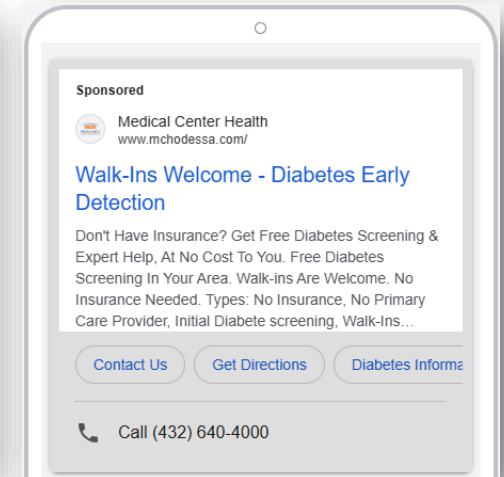 Sponsored
Medical Center Health
www.mchodessa.com/
Walk-Ins Welcome - Diabetes Early
Detection
Don't Have Insurance? Get Free Diabetes Screening &
Expert Help, At No Cost To You. Free Diabetes
Screening In Your Area. Walk-ins Are Welcome. No
Insurance Needed. Types: No Insurance, No Primary
Care Provider, Initial Diabete screening, Walk-Ins...
Contact Us Get Directions Diabetes Informa
Call (432) 640-4000